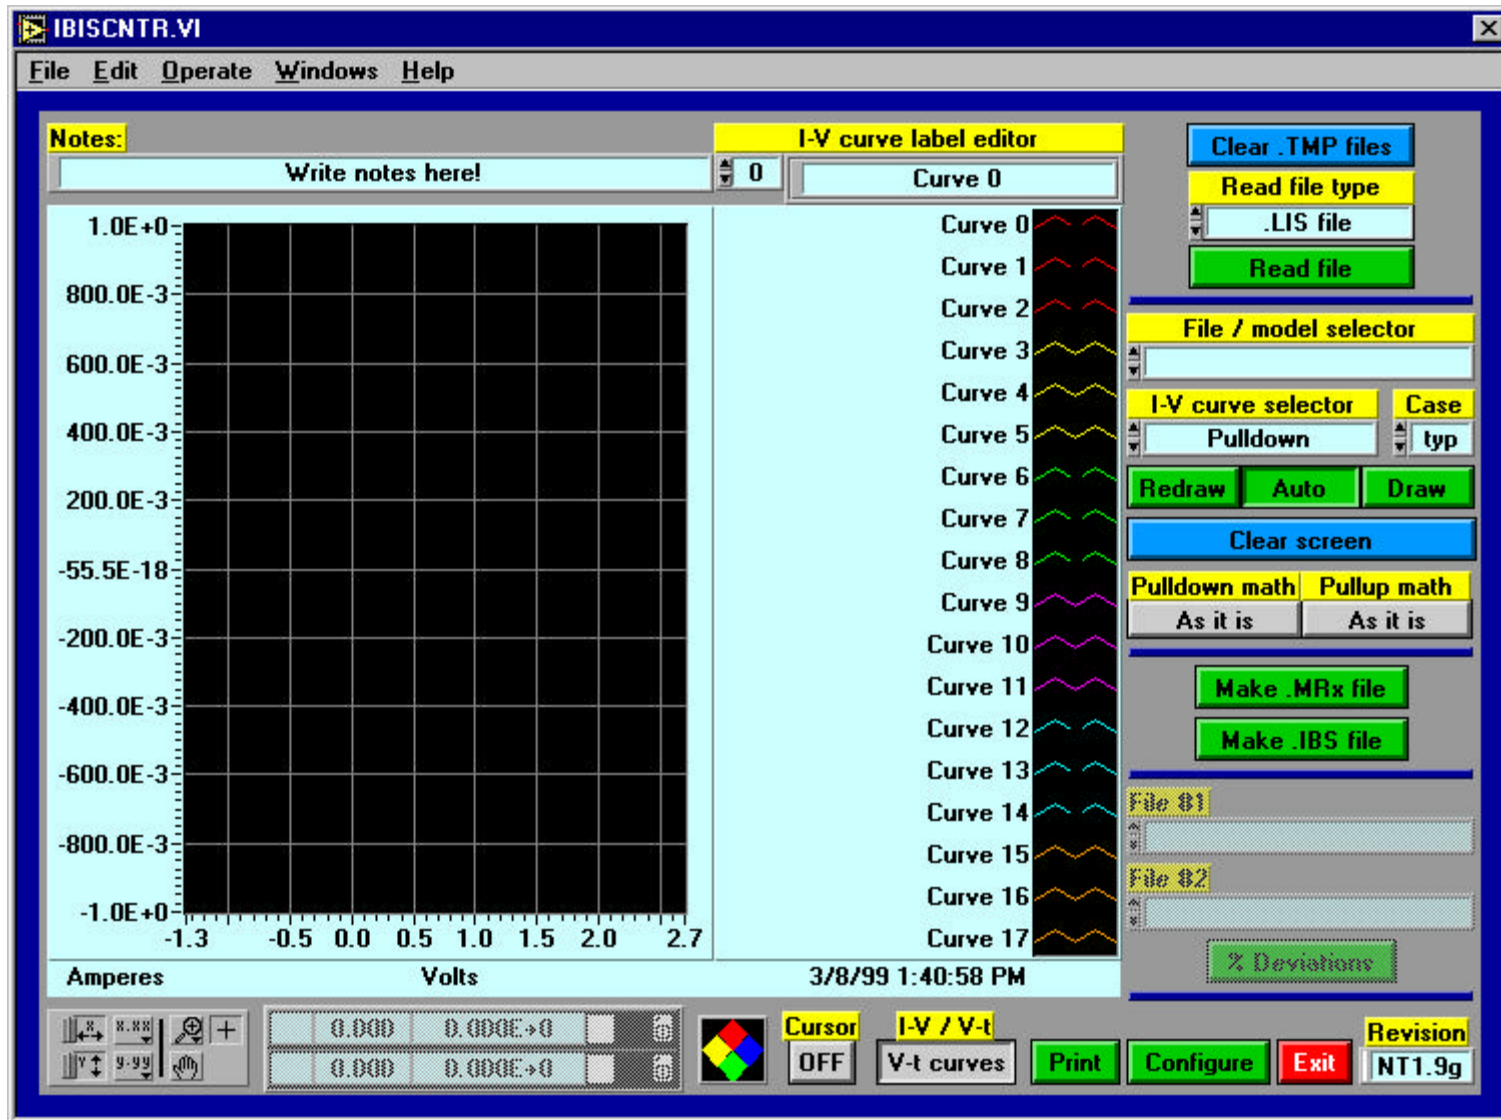 IBISCNTR.VI
File Edit Operate Windows Help
Notes:
Write notes here!
I-V curve label editor
0 Curve 0
Clear .TMP files
Read file type
.LIS file
Read file
1.0E+0
800.0E-3
600.0E-3
400.0E-3
200.0E-3
-55.5E-18
-200.0E-3
-400.0E-3
-600.0E-3
-800.0E-3
-1.0E+0
-1.3 -0.5 0.0 0.5 1.0 1.5 2.0 2.7
Amperes Volts 3/8/99 1:40:58 PM
Curve 0
Curve 1
Curve 2
Curve 3
Curve 4
Curve 5
Curve 6
Curve 7
Curve 8
Curve 9
Curve 10
Curve 11
Curve 12
Curve 13
Curve 14
Curve 15
Curve 16
Curve 17
File / model selector
I-V curve selector Case
Pulldown typ
Redraw Auto Draw
Clear screen
Pulldown math Pullup math
As it is As it is
Make .MRx file
Make .IBS file
File 81
File 82
% Deviations
X X.XX
Y Y.YY
0.000 0.000E+0
0.000 0.000E+0
Cursor
OFF
I-V / V-t
V-t curves
Print
Configure
Exit
Revision
NT1.9g